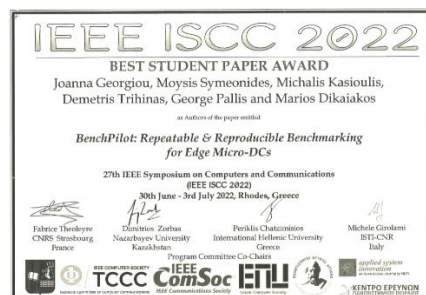 IEEE ISCC 2022
BEST STUDENT PAPER AWARD
Joanna Georgiou, Moysis Symeonides, Michalis Kasioulis,
Demetris Trihinas, George Pallis and Marios Dikaiakos
as Authors of the paper entitled
BenchPilot: Repeatable & Reproducible Benchmarking
for Edge Micro-DCs
27th IEEE Symposium on Computers and Communications
(IEEE ISCC 2022)
30th June - 3rd July 2022, Rhodes, Greece
Fabrice Theoleyre Dimitrios Zorbas Periklis Chatzimisios Michele Girolami
CNRS Strasbourg Nazarbayev University International Hellenic University ISTI-CNR
France Kazakhstan Greece Italy
Program Committee Co-Chairs
IEEE COMPUTER SOCIETY
TCCC
IEEE
ComSoc
IEEE Communications Society
applied system
innovation
ΚΕΝΤΡΟ ΕΡΕΥΝΩΝ